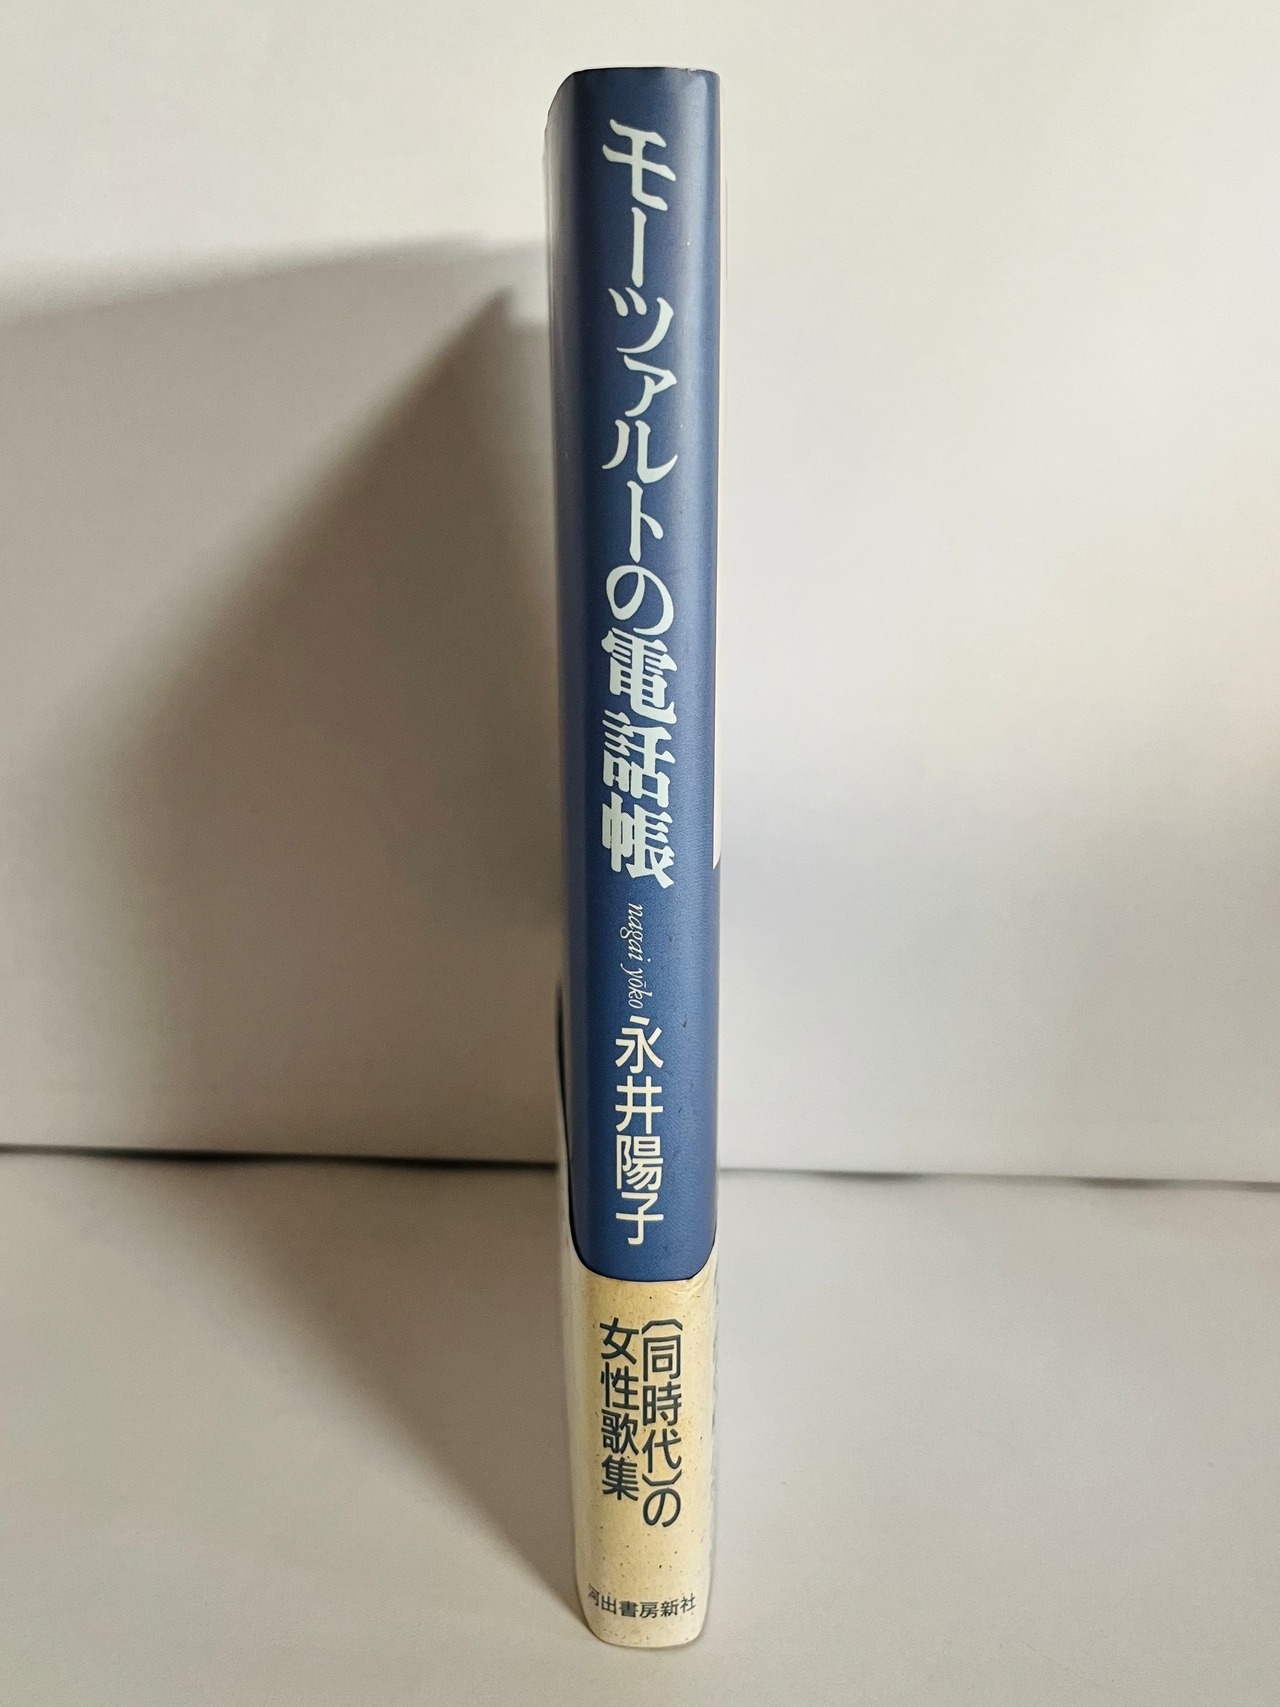 モーツァルトの電話帳
nagai yōko
永井陽子
〔同時代〕の
女性歌集
河出書房新社